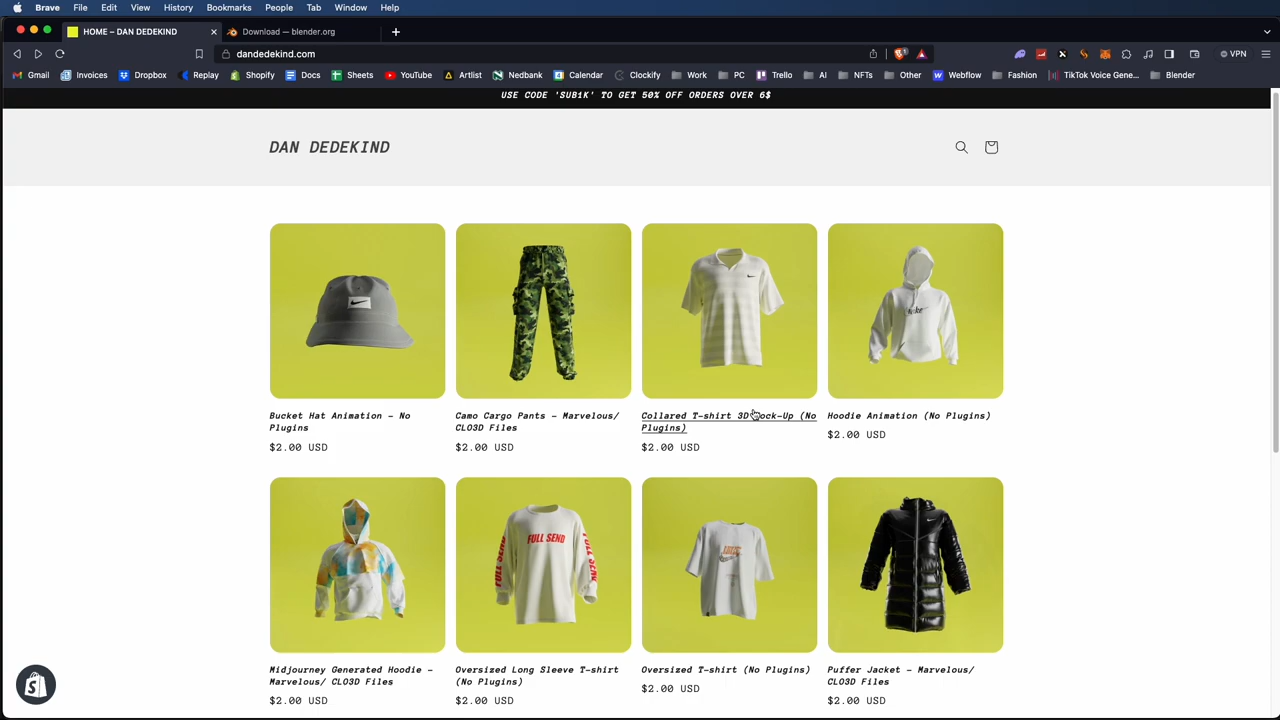 Brave File Edit View History Bookmarks People Tab Window Help
HOME – DAN DEDEKIND
Download — blender.org
dandedekind.com
VPN
Gmail Invoices Dropbox Replay Shopify Docs Sheets YouTube Artlist Nedbank Calendar Clockify Work PC Trello AI NFTs Other Webflow Fashion TikTok Voice Gene... Blender
USE CODE 'SUB1K' TO GET 50% OFF ORDERS OVER 6$
DAN DEDEKIND
Bucket Hat Animation – No
Plugins
$2.00 USD
Camo Cargo Pants – Marvelous/
CLO3D Files
$2.00 USD
Collared T-shirt 3D Mock-Up (No
Plugins)
$2.00 USD
Hoodie Animation (No Plugins)
$2.00 USD
FULL SEND
Midjourney Generated Hoodie –
Marvelous/ CLO3D Files
$2.00 USD
Oversized Long Sleeve T-shirt
(No Plugins)
$2.00 USD
Oversized T-shirt (No Plugins)
$2.00 USD
Puffer Jacket – Marvelous/
CLO3D Files
$2.00 USD